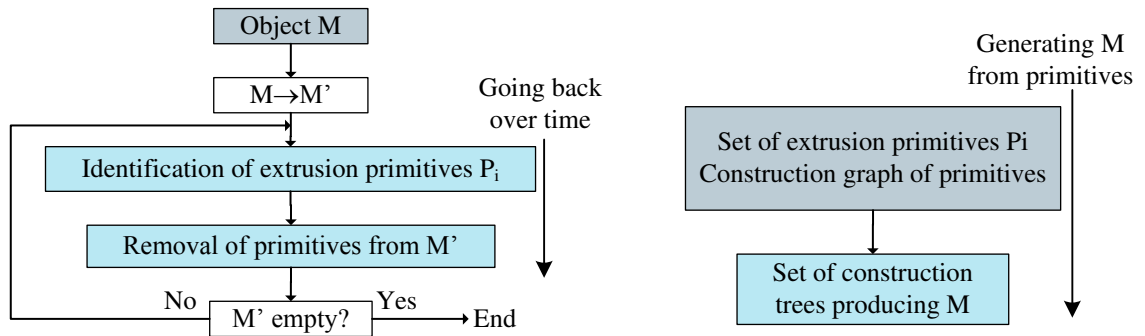 Object M
M→M’
Going back
over time
Identification of extrusion primitives Pi
Removal of primitives from M’
No
M’ empty?
Yes
End
Generating M
from primitives
Set of extrusion primitives Pi
Construction graph of primitives
Set of construction
trees producing M